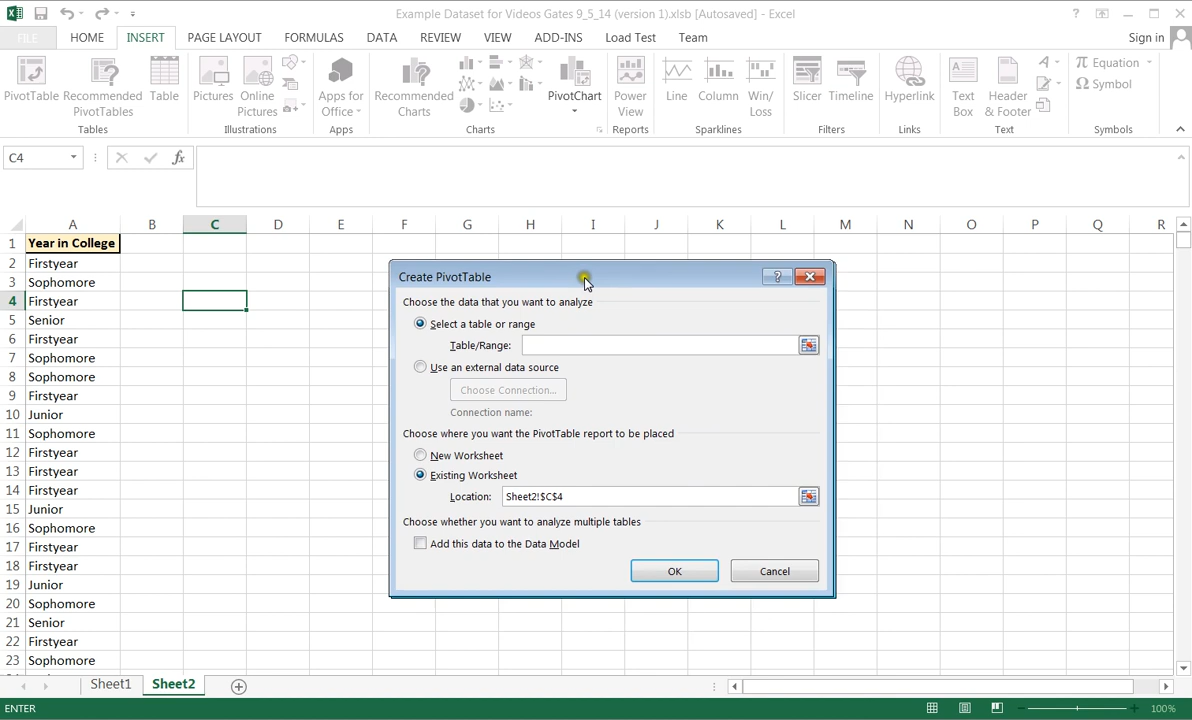 Example Dataset for Videos Gates 9_5_14 (version 1).xlsb [Autosaved] - Excel
FILE HOME INSERT PAGE LAYOUT FORMULAS DATA REVIEW VIEW ADD-INS Load Test Team Sign in
PivotTable Recommended PivotTables Table Pictures Online Pictures Apps for Office Recommended Charts PivotChart Power View Line Column Win/Loss Slicer Timeline Hyperlink Text Box Header & Footer π Equation Ω Symbol
Tables Illustrations Apps Charts Reports Sparklines Filters Links Text Symbols
C4 fx
A B C D E F G H I J K L M N O P Q R
1 Year in College
2 Firstyear
3 Sophomore
4 Firstyear
5 Senior
6 Firstyear
7 Sophomore
8 Sophomore
9 Firstyear
10 Junior
11 Sophomore
12 Firstyear
13 Firstyear
14 Firstyear
15 Junior
16 Sophomore
17 Firstyear
18 Firstyear
19 Junior
20 Sophomore
21 Senior
22 Firstyear
23 Sophomore
Create PivotTable
Choose the data that you want to analyze
Select a table or range
Table/Range:
Use an external data source
Choose Connection...
Connection name:
Choose where you want the PivotTable report to be placed
New Worksheet
Existing Worksheet
Location: Sheet2!$C$4
Choose whether you want to analyze multiple tables
Add this data to the Data Model
OK Cancel
Sheet1 Sheet2
ENTER 100%